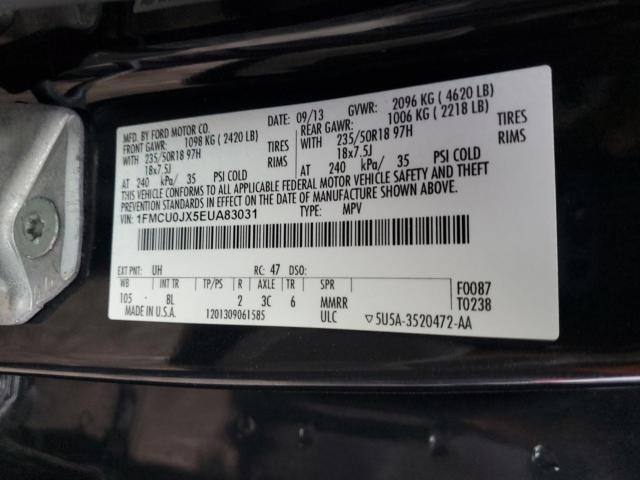 MFD. BY FORD MOTOR CO.
DATE: 09/13 GVWR: 2096 KG ( 4620 LB)
FRONT GAWR: 1098 KG ( 2420 LB) REAR GAWR: 1006 KG ( 2218 LB)
WITH 235/50R18 97H TIRES WITH 235/50R18 97H TIRES
18x7.5J RIMS 18x7.5J RIMS
AT 240 kPa/ 35 PSI COLD AT 240 kPa/ 35 PSI COLD
THIS VEHICLE CONFORMS TO ALL APPLICABLE FEDERAL MOTOR VEHICLE SAFETY AND THEFT
PREVENTION STANDARDS IN EFFECT ON THE DATE OF MANUFACTURE SHOWN ABOVE.
VIN: 1FMCU0JX5EUA83031 TYPE: MPV
EXT PNT: UH RC: 47 DSO:
WB INT TR TP/PS R AXLE TR SPR F0087
105 BL 2 3C 6 MMRR T0238
MADE IN U.S.A. 1201309061585 ULC ▽5U5A-3520472-AA